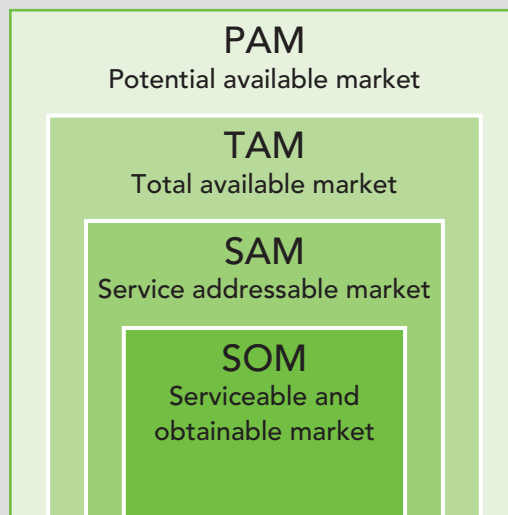 PAM
Potential available market
TAM
Total available market
SAM
Service addressable market
SOM
Serviceable and
obtainable market